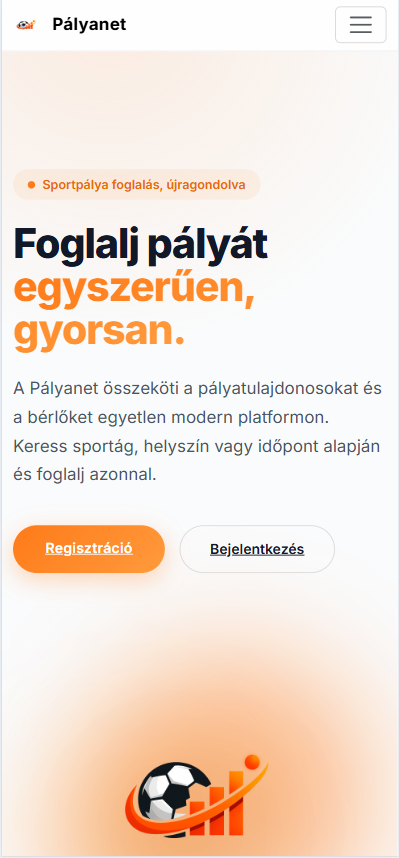 Pályanet
Sportpálya foglalás, újragondolva
Foglalj pályát
egyszerűen,
gyorsan.
A Pályanet összeköti a pályatulajdonosokat és
a bérlőket egyetlen modern platformon.
Keress sportág, helyszín vagy időpont alapján
és foglalj azonnal.
Regisztráció
Bejelentkezés